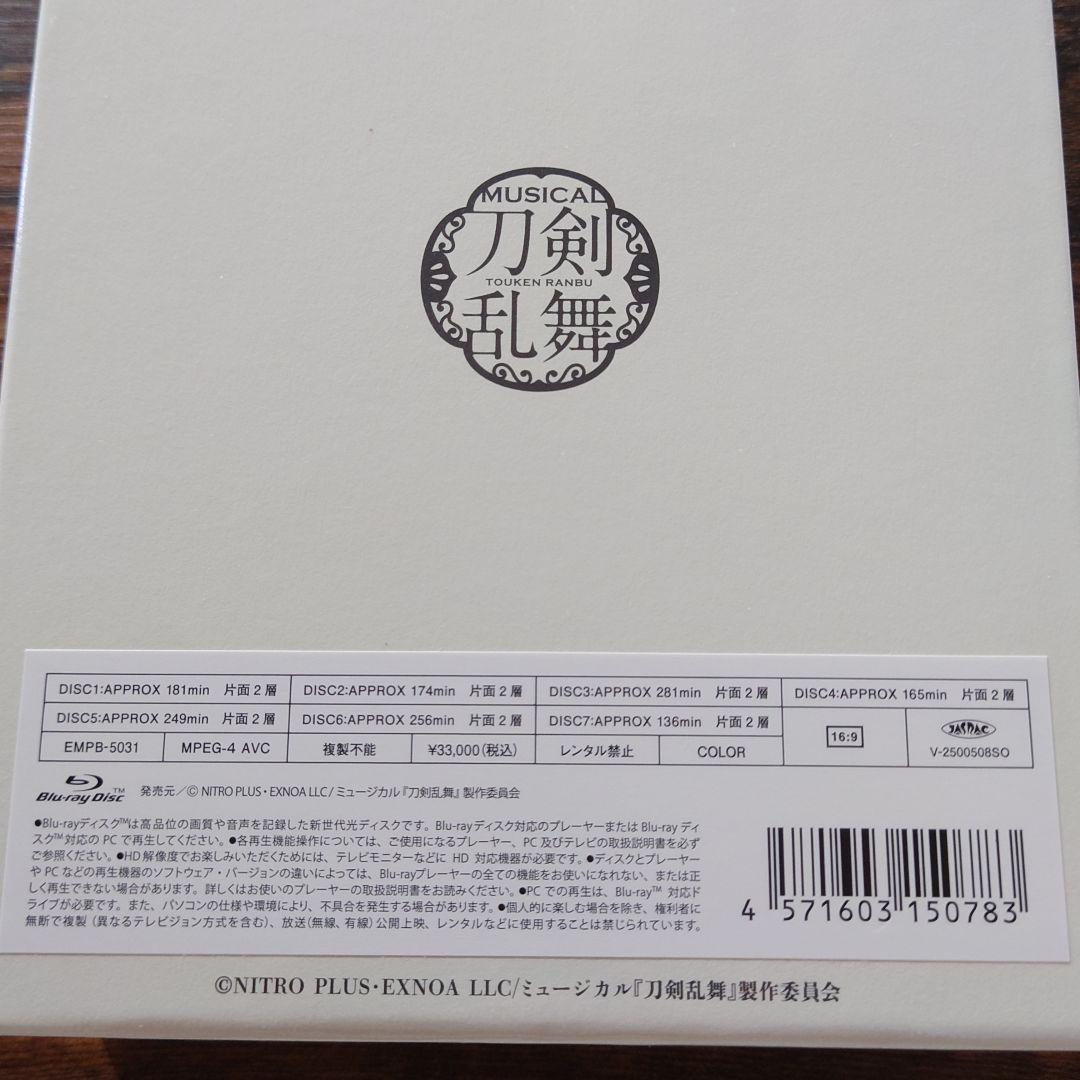 MUSICAL
刀剣
TOUKEN RANBU
乱舞
DISC1:APPROX 181min 片面2層 DISC2:APPROX 174min 片面2層 DISC3:APPROX 281min 片面2層 DISC4:APPROX 165min 片面2層
DISC5:APPROX 249min 片面2層 DISC6:APPROX 256min 片面2層 DISC7:APPROX 136min 片面2層 16:9 JASRAC
EMPB-5031 MPEG-4 AVC 複製不能 ¥33,000(税込) レンタル禁止 COLOR V-2500508SO
Blu-ray Disc™ 発売元/© NITRO PLUS・EXNOA LLC/ミュージカル『刀剣乱舞』製作委員会
●Blu-rayディスク™は高品位の画質や音声を記録した新世代光ディスクです。Blu-rayディスク対応のプレーヤーまたは Blu-ray ディ
スク™対応の PC で再生してください。●各再生機能操作については、ご使用になるプレーヤー、PC及びテレビの取扱説明書を必ず
ご参照ください。●HD解像度でお楽しみいただくためには、テレビモニターなどに HD 対応機器が必要です。●ディスクとプレーヤー
や PC などの再生機器のソフトウェア・バージョンの違いによっては、Blu-rayプレーヤーの全ての機能をお使いになれない、または正
しく再生できない場合があります。詳しくはお使いのプレーヤーの取扱説明書をお読みください。●PC での再生は、Blu-ray™ 対応ド
ライブが必要です。また、パソコンの仕様や環境により、不具合を発生する場合があります。●個人的に楽しむ場合を除き、権利者に
無断で複製(異なるテレビジョン方式を含む)、放送(無線、有線)公開上映、レンタルなどに使用することは禁じられています。
4 571603 150783
©NITRO PLUS・EXNOA LLC/ミュージカル『刀剣乱舞』製作委員会